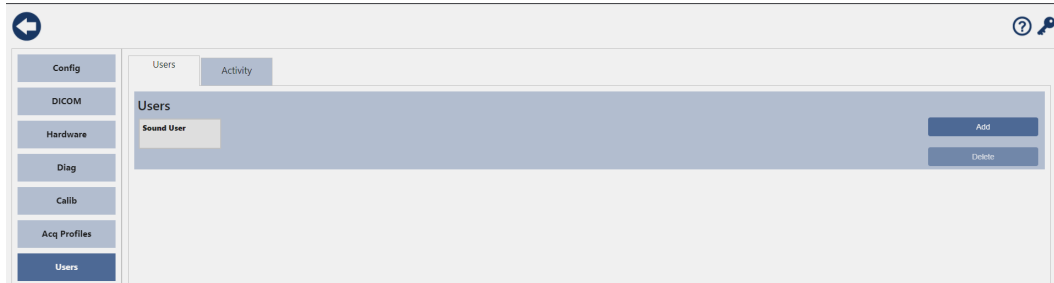 Config
DICOM
Hardware
Diag
Calib
Acq Profiles
Users
Users
Activity
Users
Sound User
Add
Delete
?